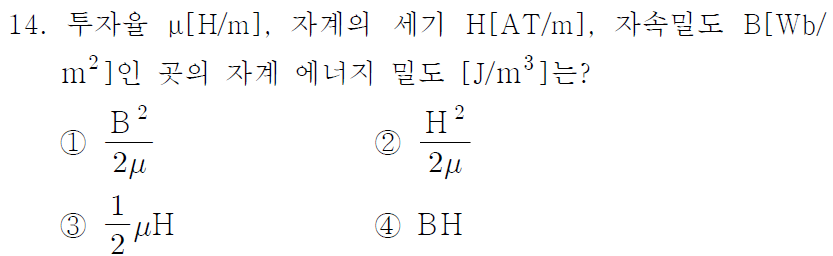 14. 투자율 μ[H/m], 자계의 세기 H[AT/m], 자속밀도 B[Wb/
m²]인 곳의 자계 에너지 밀도 [J/m³]는?
① B²/2μ ② H²/2μ
③ 1/2 μH ④ BH